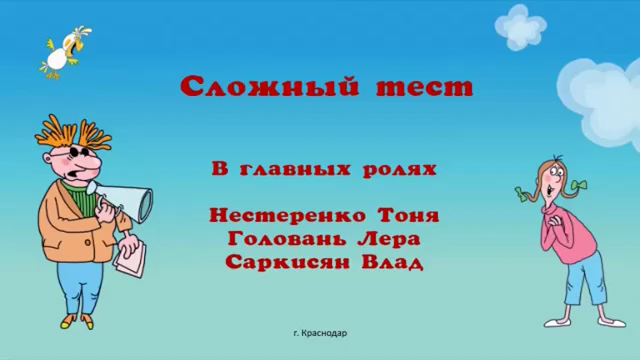 Сложный тест
В главных ролях
Нестеренко Тоня
Головань Лера
Саркисян Влад
г. Краснодар